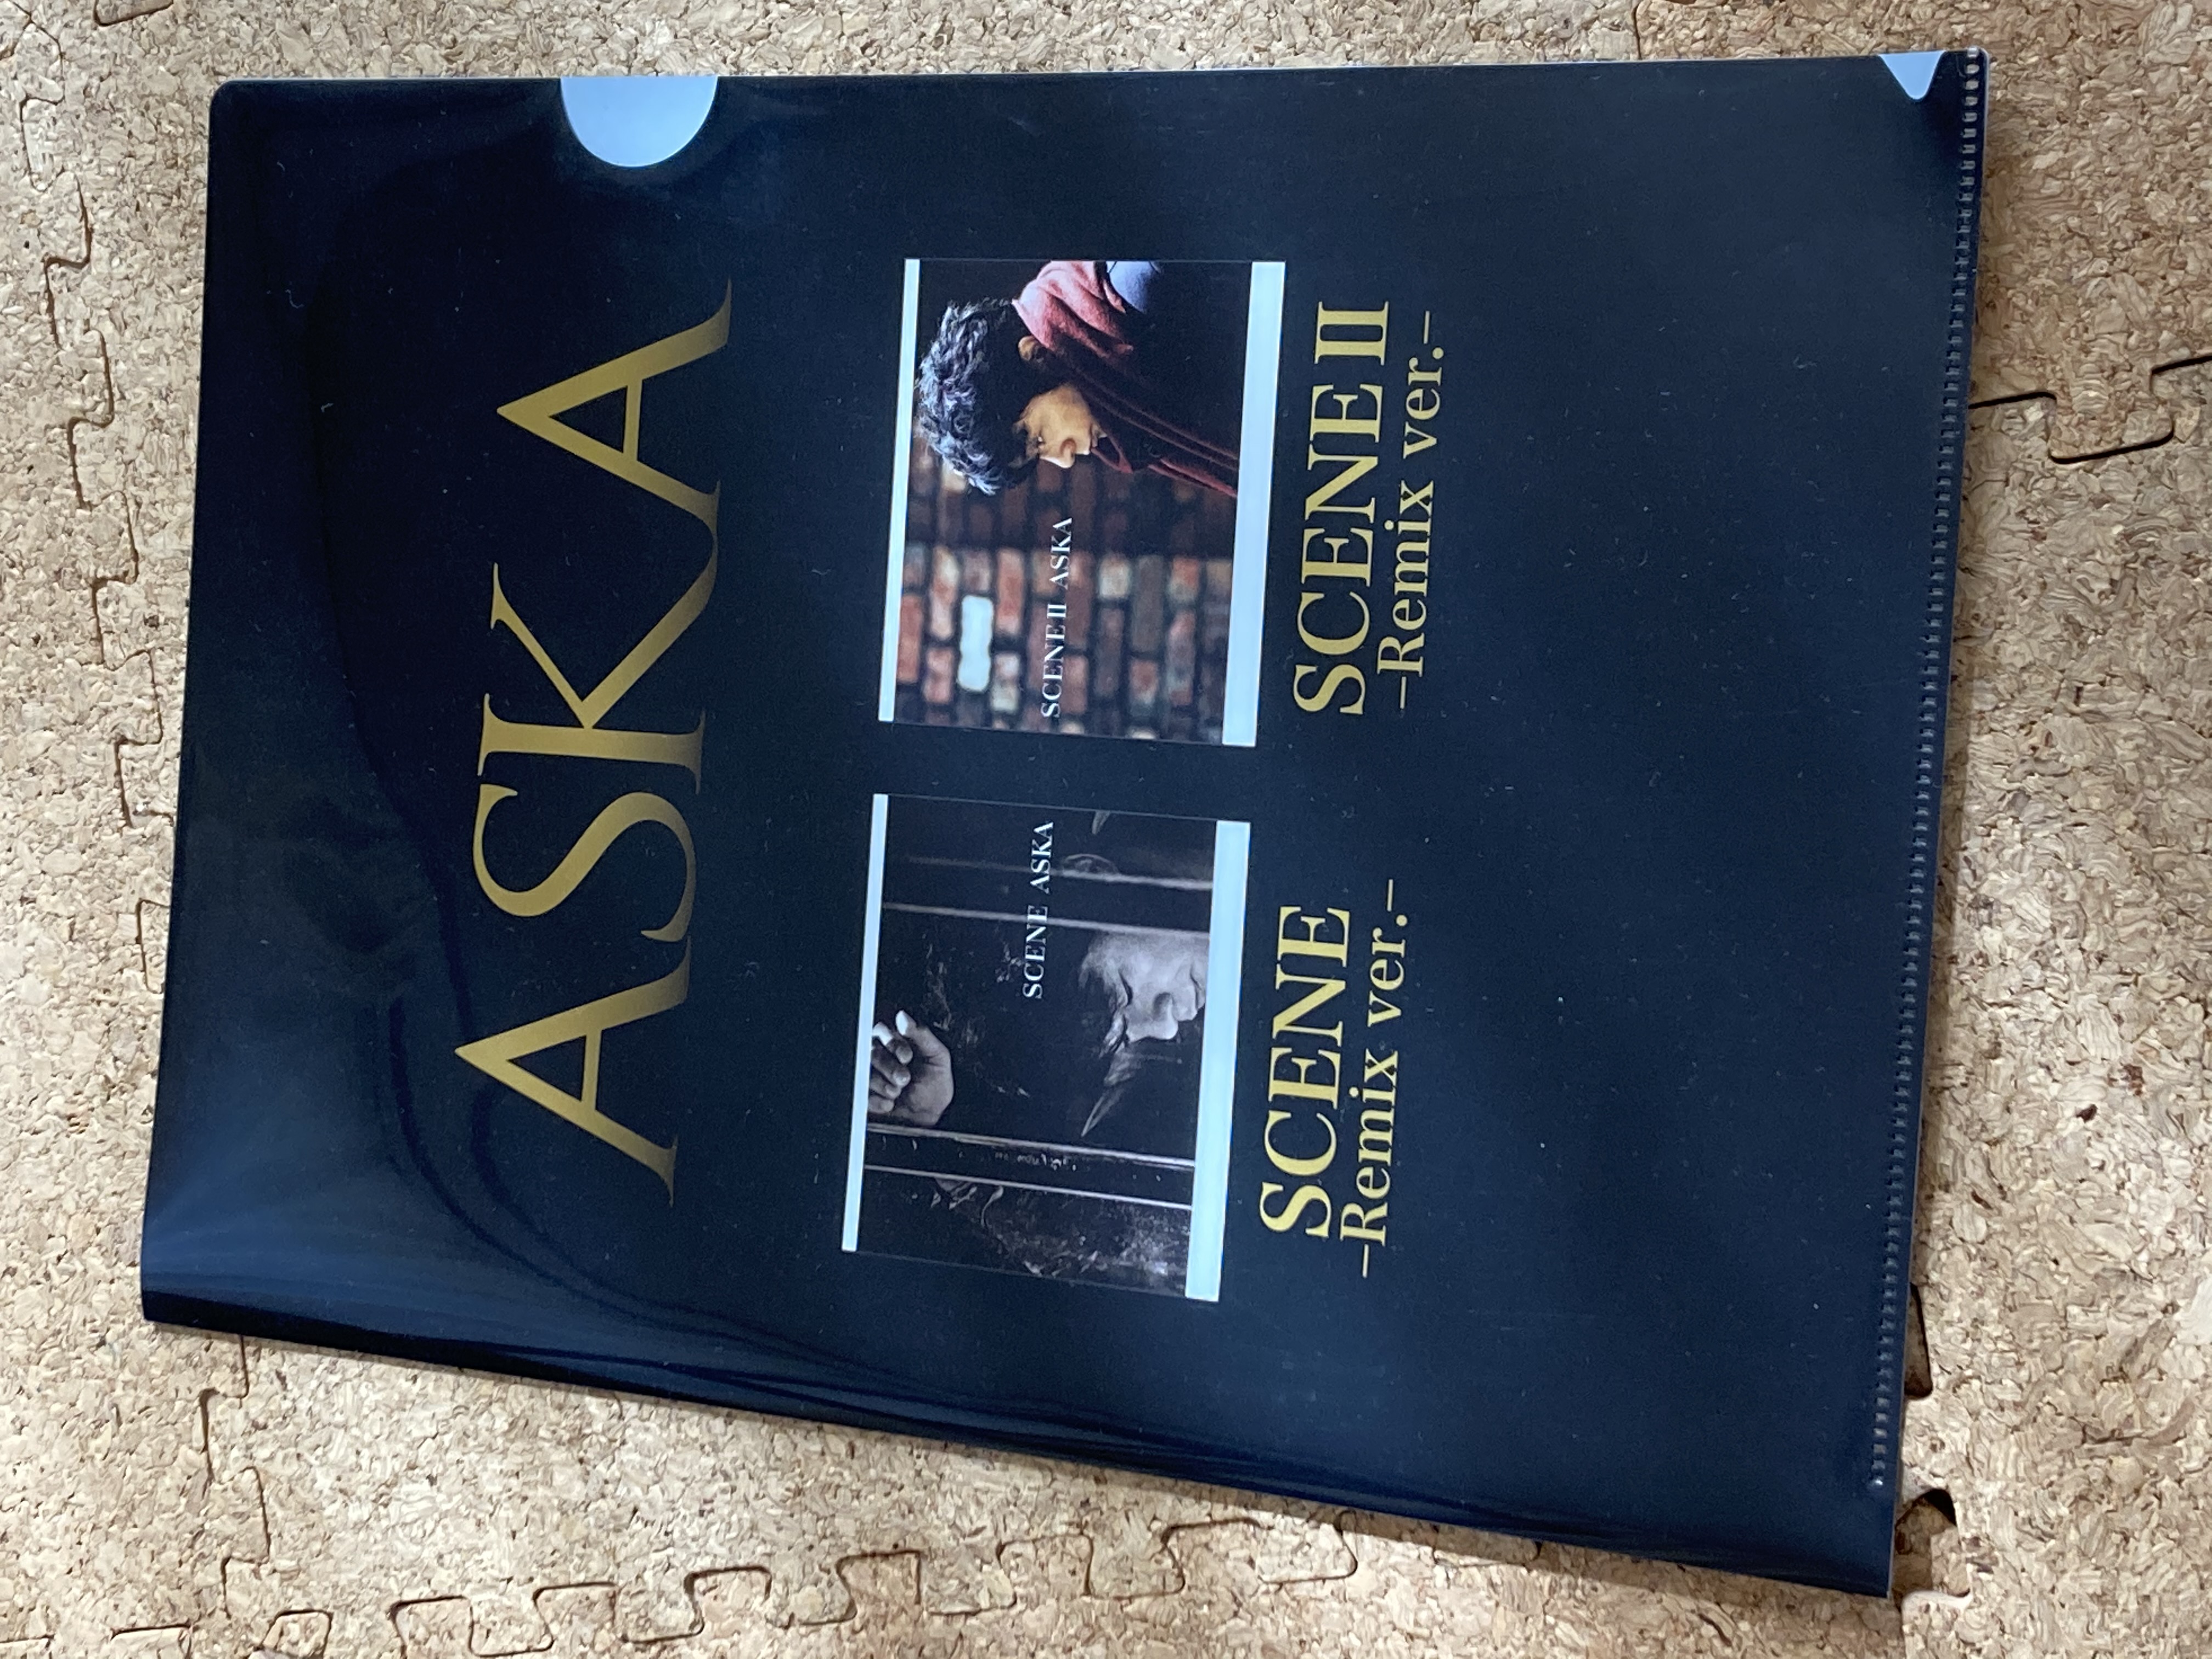 ASKA
SCENE ASKA
SCENE II ASKA
SCENE
–Remix ver.–
SCENE II
–Remix ver.–